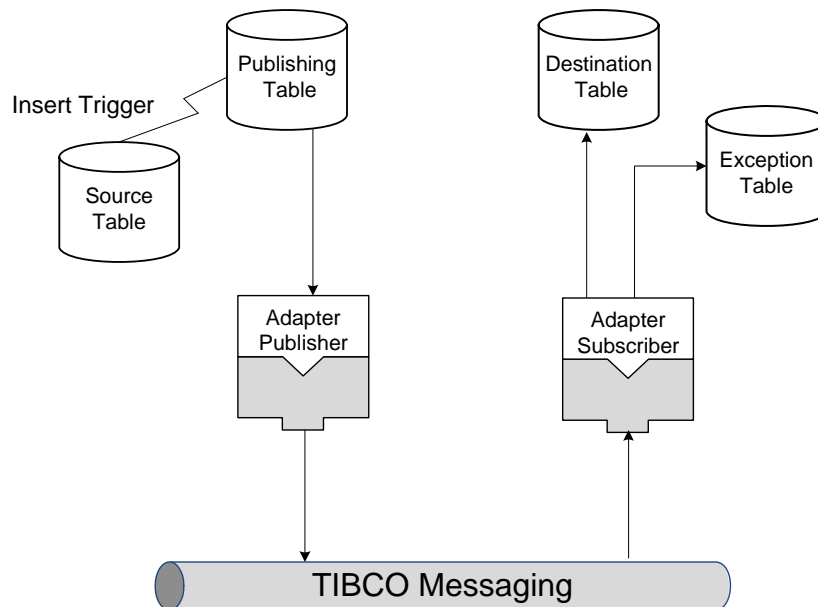 Publishing
Table
Destination
Table
Insert Trigger
Source
Table
Exception
Table
Adapter
Publisher
Adapter
Subscriber
TIBCO Messaging